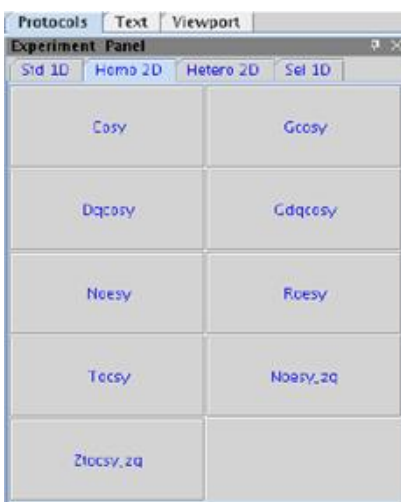 Protocols Text Viewport
Experiment Panel
Std 1D Homo 2D Hetero 2D Sel 1D
Cosy Gcosy
Dqcosy Gdqcosy
Noesy Roesy
Tocsy Noesy_zq
Ztocsy_zq